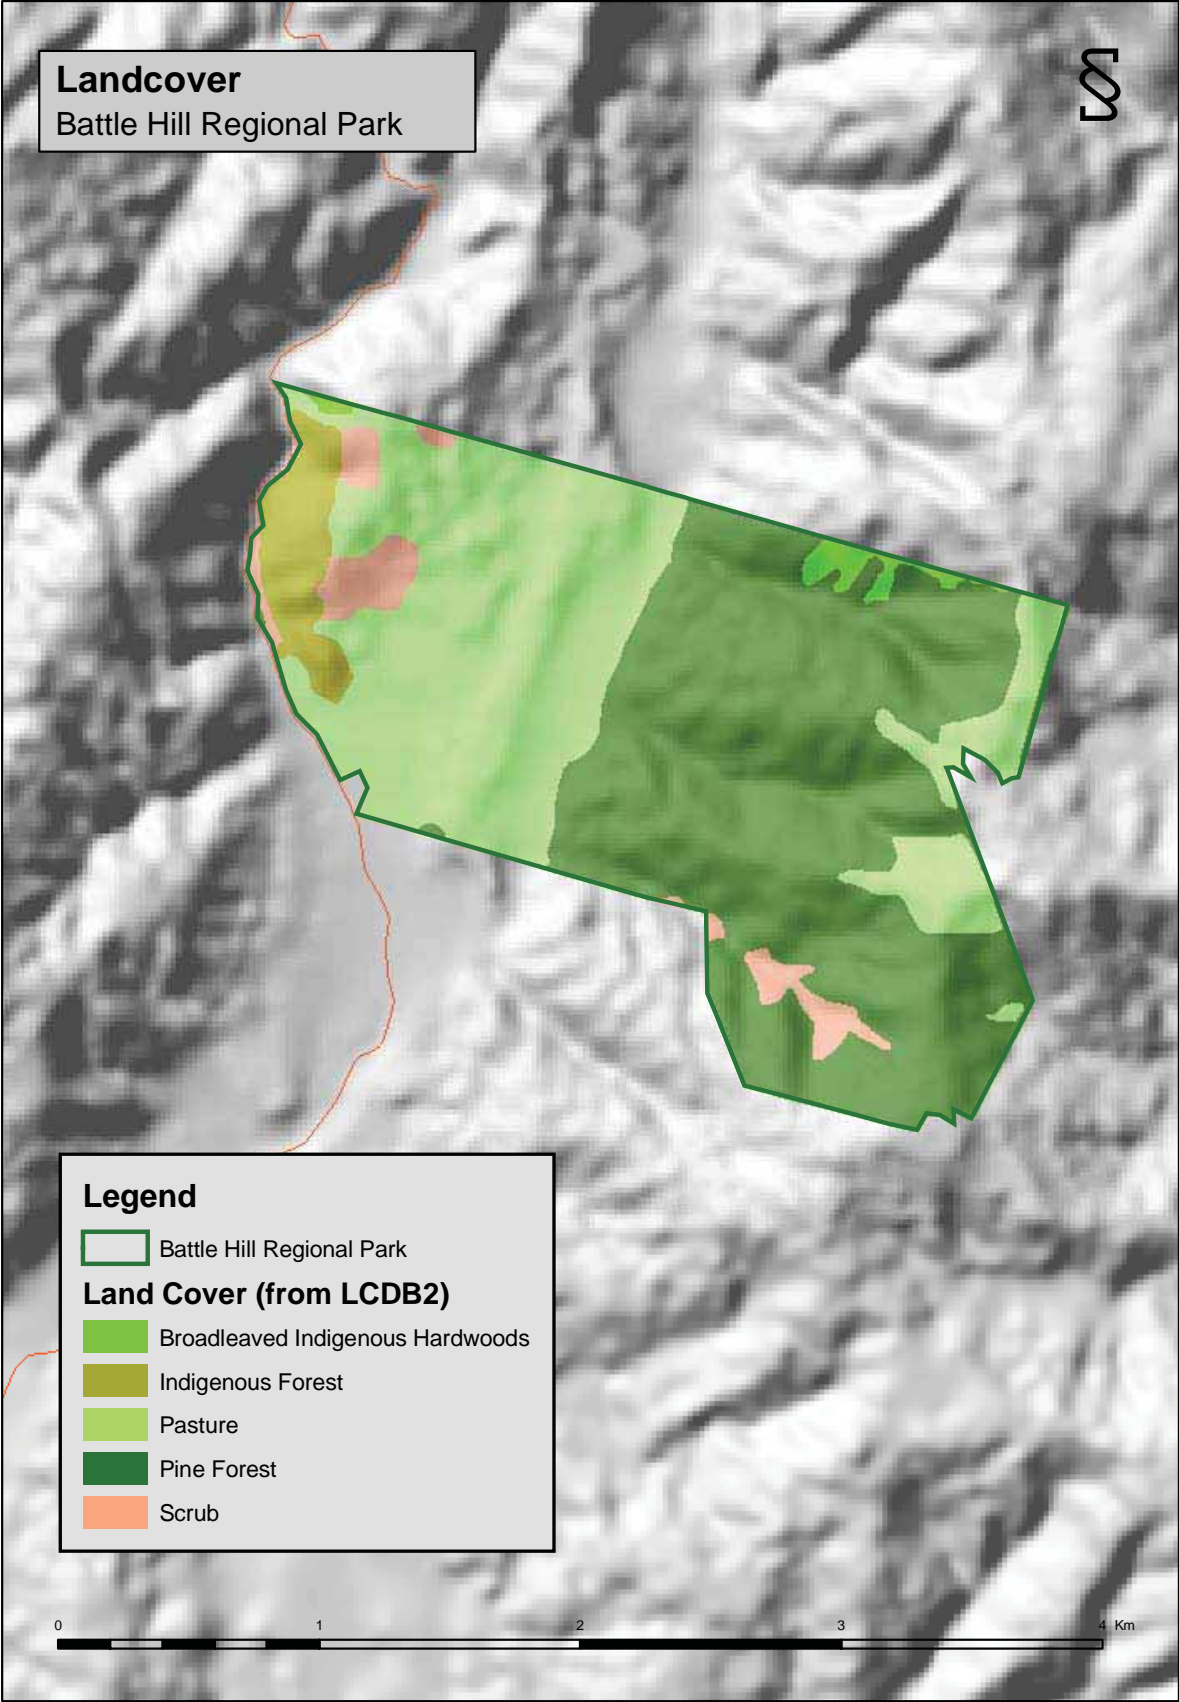 Landcover
Battle Hill Regional Park
§
Legend
Battle Hill Regional Park
Land Cover (from LCDB2)
Broadleaved Indigenous Hardwoods
Indigenous Forest
Pasture
Pine Forest
Scrub
0 1 2 3 4 Km